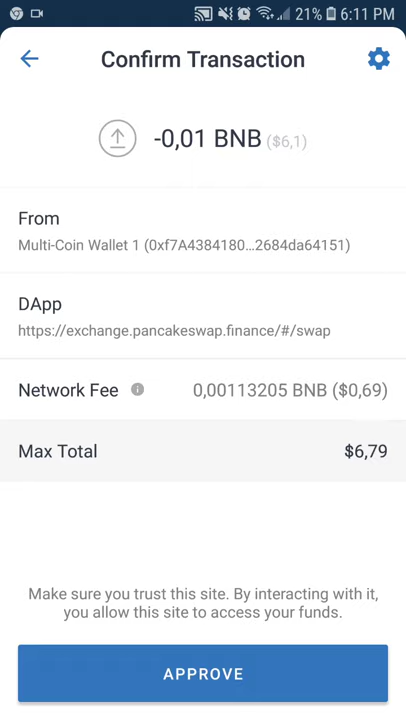 21% 6:11 PM
Confirm Transaction
-0,01 BNB ($6,1)
From
Multi-Coin Wallet 1 (0xf7A4384180...2684da64151)
DApp
https://exchange.pancakeswap.finance/#/swap
Network Fee 0,00113205 BNB ($0,69)
Max Total $6,79
Make sure you trust this site. By interacting with it,
you allow this site to access your funds.
APPROVE